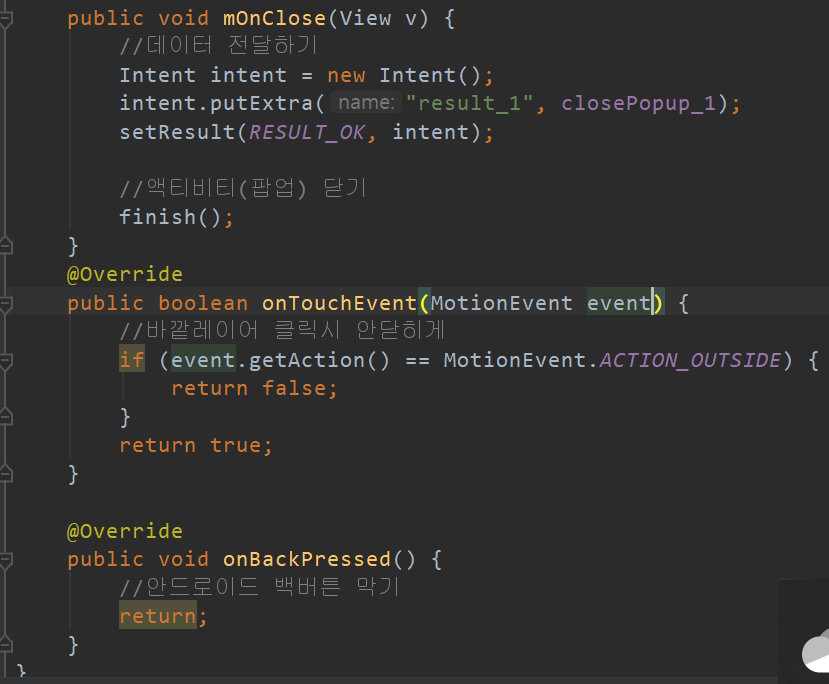 public void mOnClose(View v) {
//데이터 전달하기
Intent intent = new Intent();
intent.putExtra( name: "result_1", closePopup_1);
setResult(RESULT_OK, intent);
//액티비티(팝업) 닫기
finish();
}
@Override
public boolean onTouchEvent(MotionEvent event) {
//바깥레이어 클릭시 안닫히게
if (event.getAction() == MotionEvent.ACTION_OUTSIDE) {
return false;
}
return true;
}
@Override
public void onBackPressed() {
//안드로이드 백버튼 막기
return;
}
}